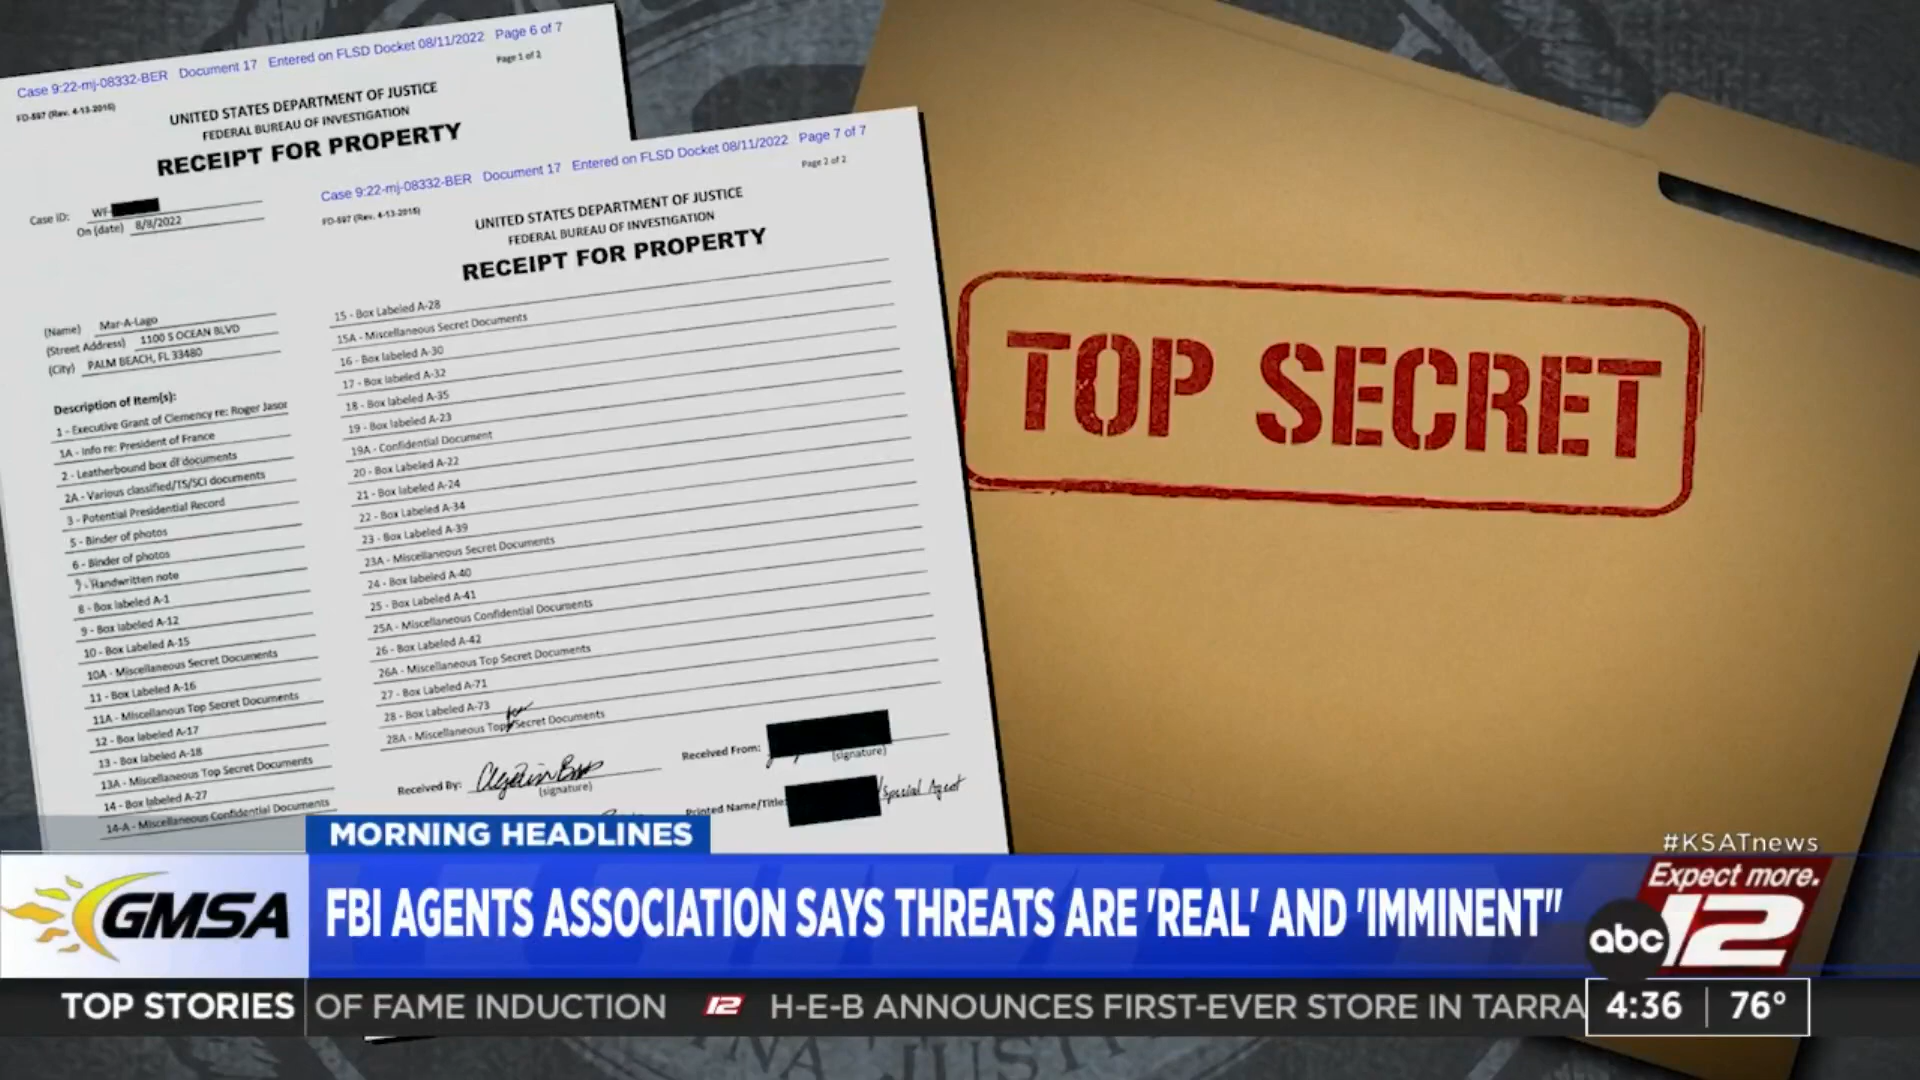 Case 9:22-mj-08332-BER Document 17 Entered on FLSD Docket 08/11/2022 Page 6 of 7
Page 1 of 2
FD-597 (Rev. 4-13-2015)
UNITED STATES DEPARTMENT OF JUSTICE
FEDERAL BUREAU OF INVESTIGATION
RECEIPT FOR PROPERTY
Case ID: WF-
On (date) 8/8/2022
(Name) Mar-A-Lago
(Street Address) 1100 S OCEAN BLVD
(City) PALM BEACH, FL 33480
Description of Item(s):
1 - Executive Grant of Clemency re: Roger Jason
1A - Info re: President of France
2 - Leatherbound box of documents
2A - Various classified/TS/SCI documents
3 - Potential Presidential Record
5 - Binder of photos
6 - Binder of photos
7 - Handwritten note
8 - Box labeled A-1
9 - Box labeled A-12
10 - Box Labeled A-15
10A - Miscellaneous Secret Documents
11 - Box Labeled A-16
11A - Miscellanous Top Secret Documents
12 - Box labeled A-17
13 - Box labeled A-18
13A - Miscellaneous Top Secret Documents
14 - Box labeled A-27
14-A - Miscellaneous Confidential Documents
Case 9:22-mj-08332-BER Document 17 Entered on FLSD Docket 08/11/2022 Page 7 of 7
Page 2 of 2
FD-597 (Rev. 4-13-2015)
UNITED STATES DEPARTMENT OF JUSTICE
FEDERAL BUREAU OF INVESTIGATION
RECEIPT FOR PROPERTY
15 - Box Labeled A-28
15A - Miscellaneous Secret Documents
16 - Box labeled A-30
17 - Box labeled A-32
18 - Box labeled A-35
19 - Box labeled A-23
19A - Confidential Document
20 - Box Labeled A-22
21 - Box labeled A-24
22 - Box Labeled A-34
23 - Box Labeled A-39
23A - Miscellaneous Secret Documents
24 - Box labeled A-40
25 - Box Labeled A-41
25A - Miscellaneous Confidential Documents
26 - Box Labeled A-42
26A - Miscellaneous Top Secret Documents
27 - Box Labeled A-71
28 - Box Labeled A-73
28A - Miscellaneous Top Secret Documents
Received By:
(signature)
Received From:
(signature)
Printed Name/Title: /Special Agent
TOP SECRET
MORNING HEADLINES
#KSATnews
Expect more.
GMSA
FBI AGENTS ASSOCIATION SAYS THREATS ARE 'REAL' AND 'IMMINENT"
abc 12
TOP STORIES OF FAME INDUCTION 12 H-E-B ANNOUNCES FIRST-EVER STORE IN TARRA
4:36 76°